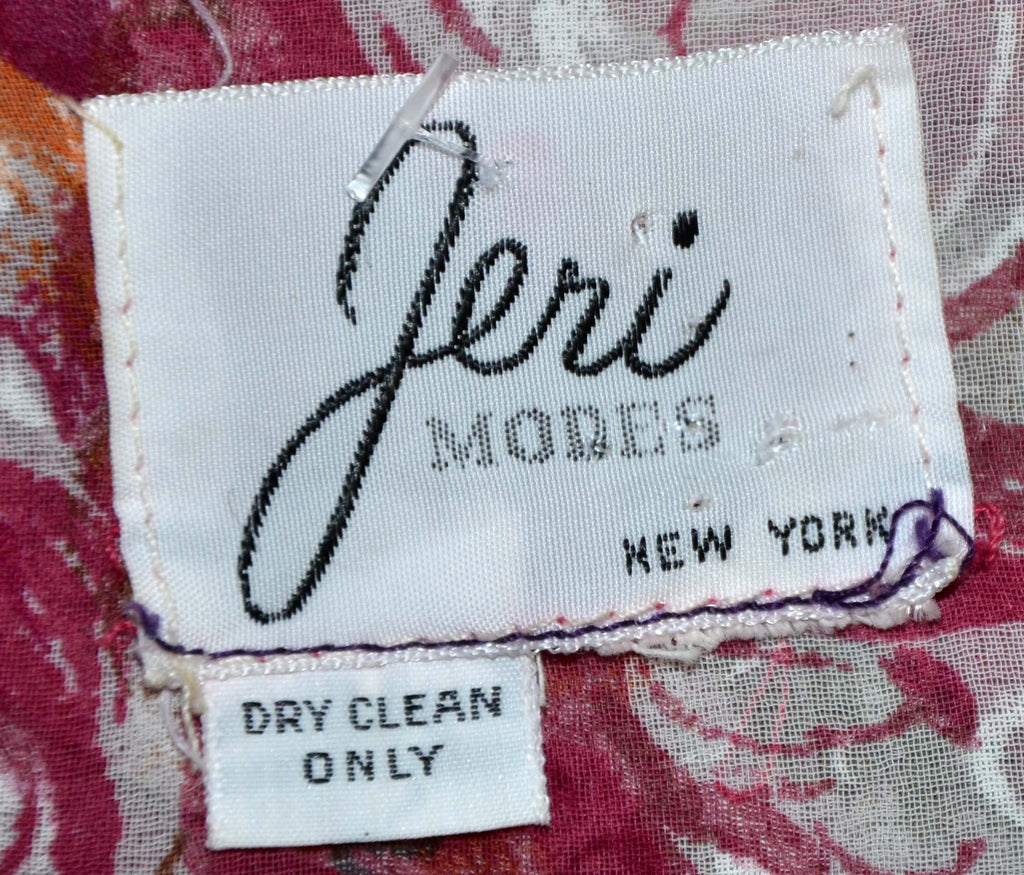 Jeri
MODES
NEW YORK
DRY CLEAN
ONLY